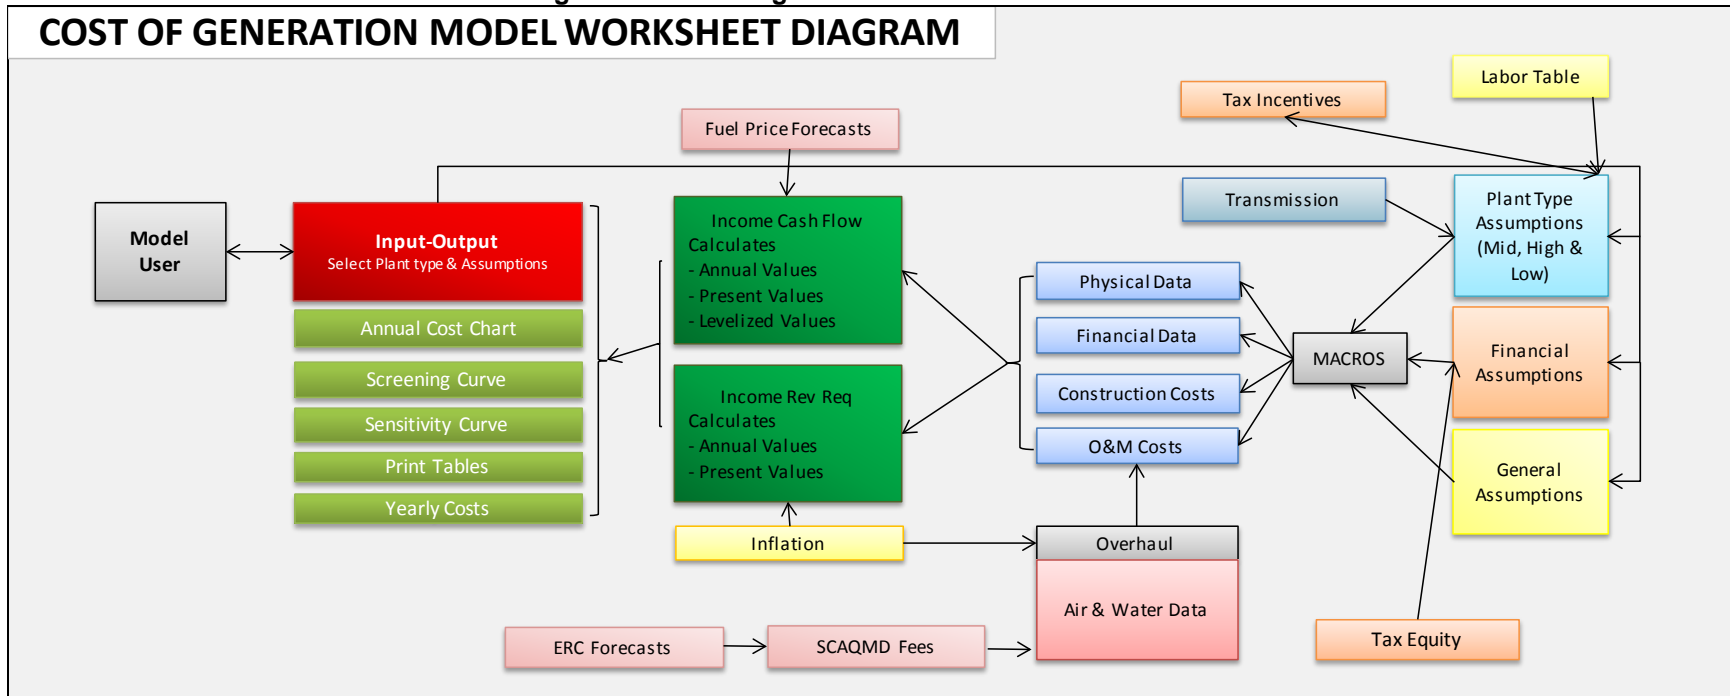 COST OF GENERATION MODEL WORKSHEET DIAGRAM
Labor Table
Tax Incentives
Fuel Price Forecasts
Transmission
Plant Type
Assumptions
(Mid, High &
Low)
Model
User
Input-Output
Select Plant type & Assumptions
Income Cash Flow
Calculates
- Annual Values
- Present Values
- Levelized Values
Physical Data
Annual Cost Chart
Financial Data
MACROS
Financial
Assumptions
Screening Curve
Income Rev Req
Calculates
- Annual Values
- Present Values
Construction Costs
Sensitivity Curve
O&M Costs
Print Tables
General
Assumptions
Yearly Costs
Inflation
Overhaul
Air & Water Data
ERC Forecasts
SCAQMD Fees
Tax Equity